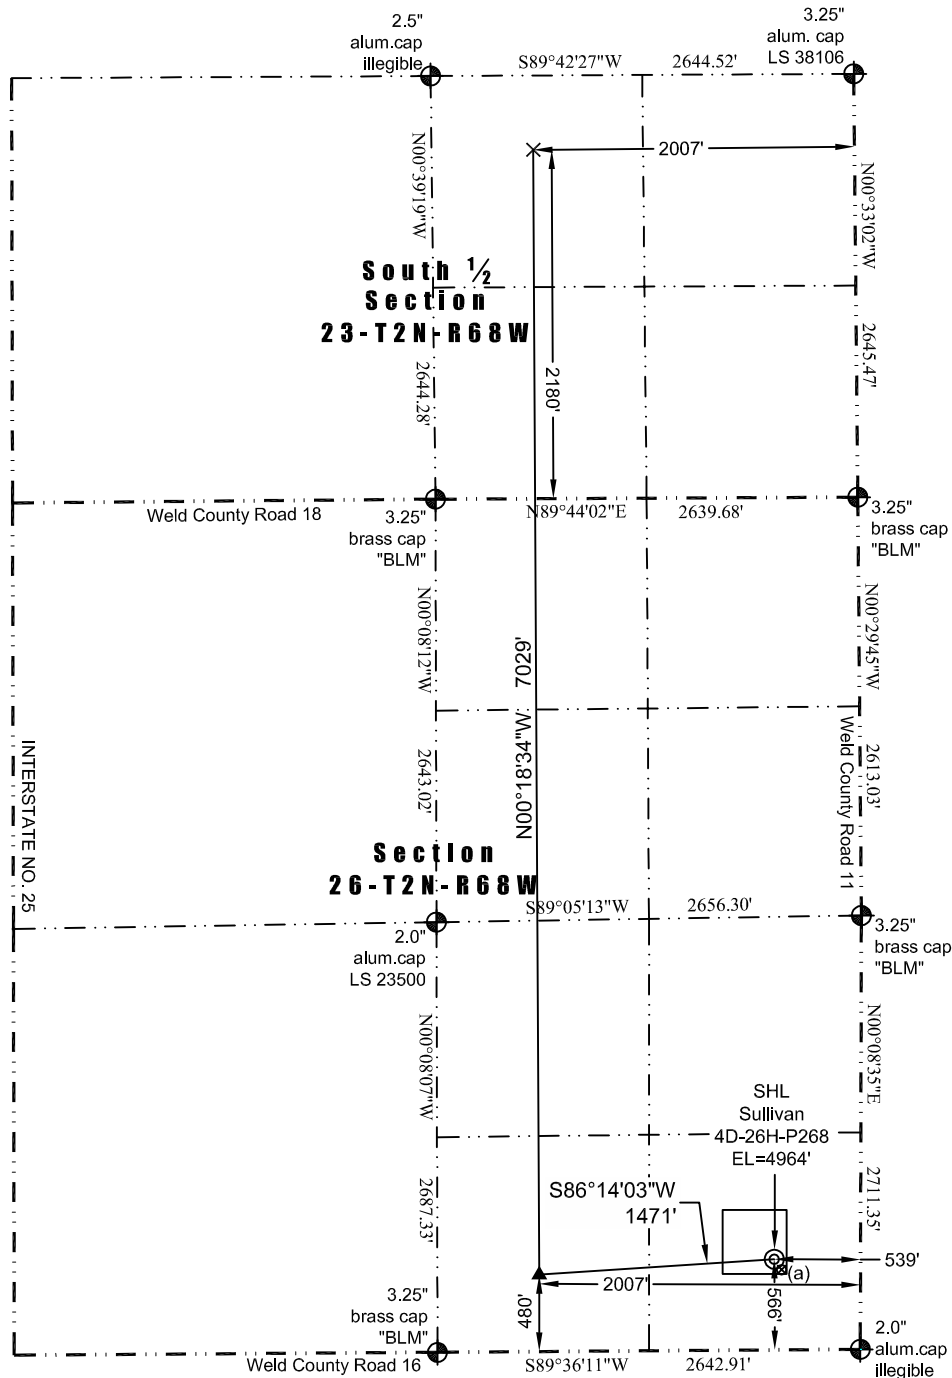 2.5"
alum.cap
illegible
3.25"
alum. cap
LS 38106
S89°42'27"W
2644.52'
2007'
N00°39'19"W
N00°33'02"W
South ½
Section
23-T2N-R68W
2644.28'
2180'
2645.47'
Weld County Road 18
3.25"
brass cap
"BLM"
N89°44'02"E
2639.68'
3.25"
brass cap
"BLM"
N00°08'12"W
N00°29'45"W
N00°18'34"W 7029'
INTERSTATE NO. 25
2643.02'
Weld County Road 11
2613.03'
Section
26-T2N-R68W
S89°05'13"W
2656.30'
2.0"
alum.cap
LS 23500
3.25"
brass cap
"BLM"
N00°08'07"W
N00°08'35"E
SHL
Sullivan
4D-26H-P268
EL=4964'
S86°14'03"W
1471'
2687.33'
2711.35'
539'
(a)
2007'
480'
566'
3.25"
brass cap
"BLM"
2.0"
alum.cap
illegible
Weld County Road 16
S89°36'11"W
2642.91'